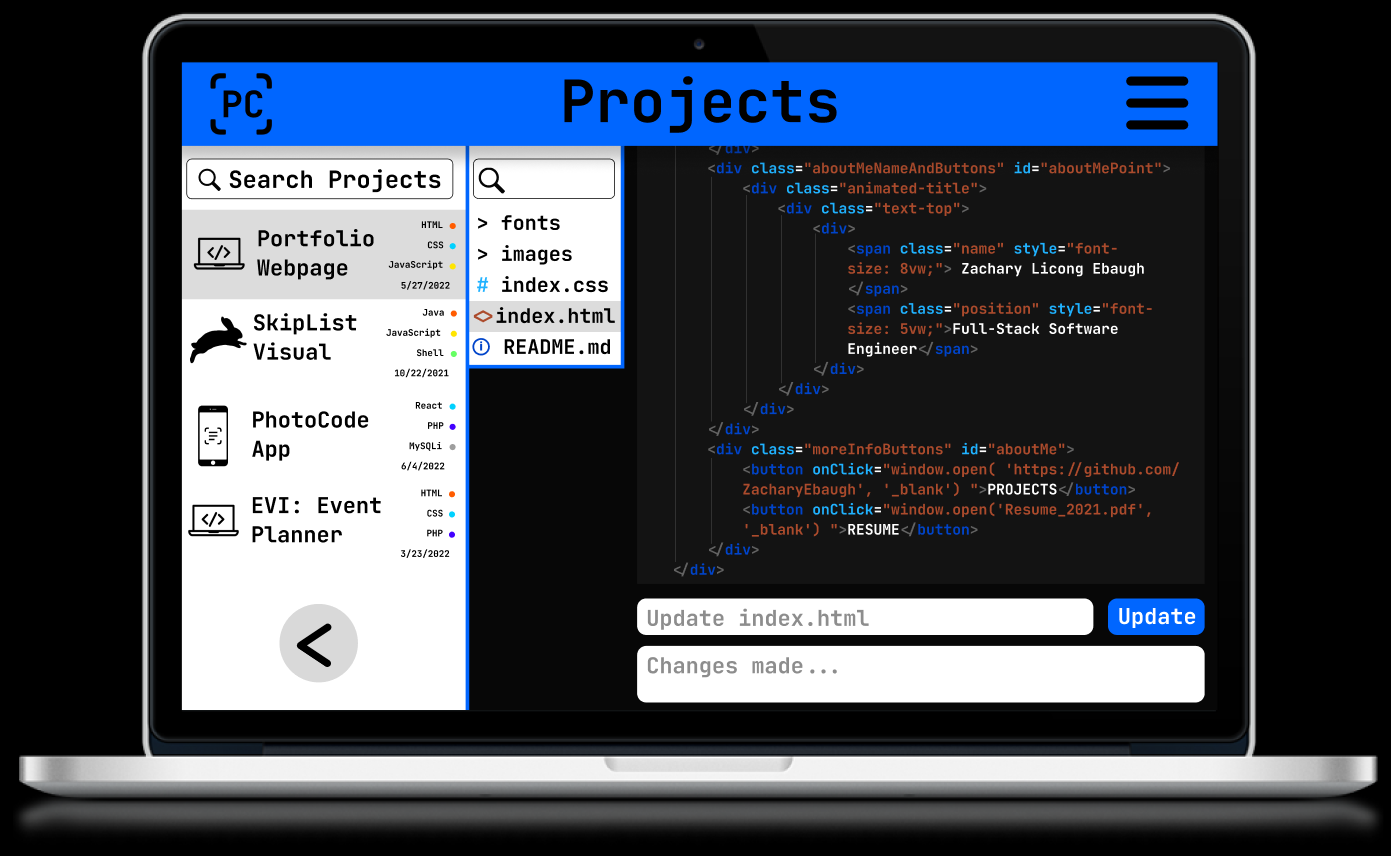 PC
Projects
Search Projects
Portfolio
Webpage
HTML
CSS
JavaScript
5/27/2022
SkipList
Visual
Java
JavaScript
Shell
10/22/2021
PhotoCode
App
React
PHP
MySQLi
6/4/2022
EVI: Event
Planner
HTML
CSS
PHP
3/23/2022
<
> fonts
> images
# index.css
<> index.html
i README.md
</div>
<div class="aboutMeNameAndButtons" id="aboutMePoint">
<div class="animated-title">
<div class="text-top">
<div>
<span class="name" style="font-
size: 8vw;"> Zachary Licong Ebaugh
</span>
<span class="position" style="font-
size: 5vw;">Full-Stack Software
Engineer</span>
</div>
</div>
</div>
</div>
<div class="moreInfoButtons" id="aboutMe">
<button onClick="window.open( 'https://github.com/
ZacharyEbaugh', '_blank') ">PROJECTS</button>
<button onClick="window.open('Resume_2021.pdf',
'_blank') ">RESUME</button>
</div>
</div>
Update index.html
Update
Changes made...